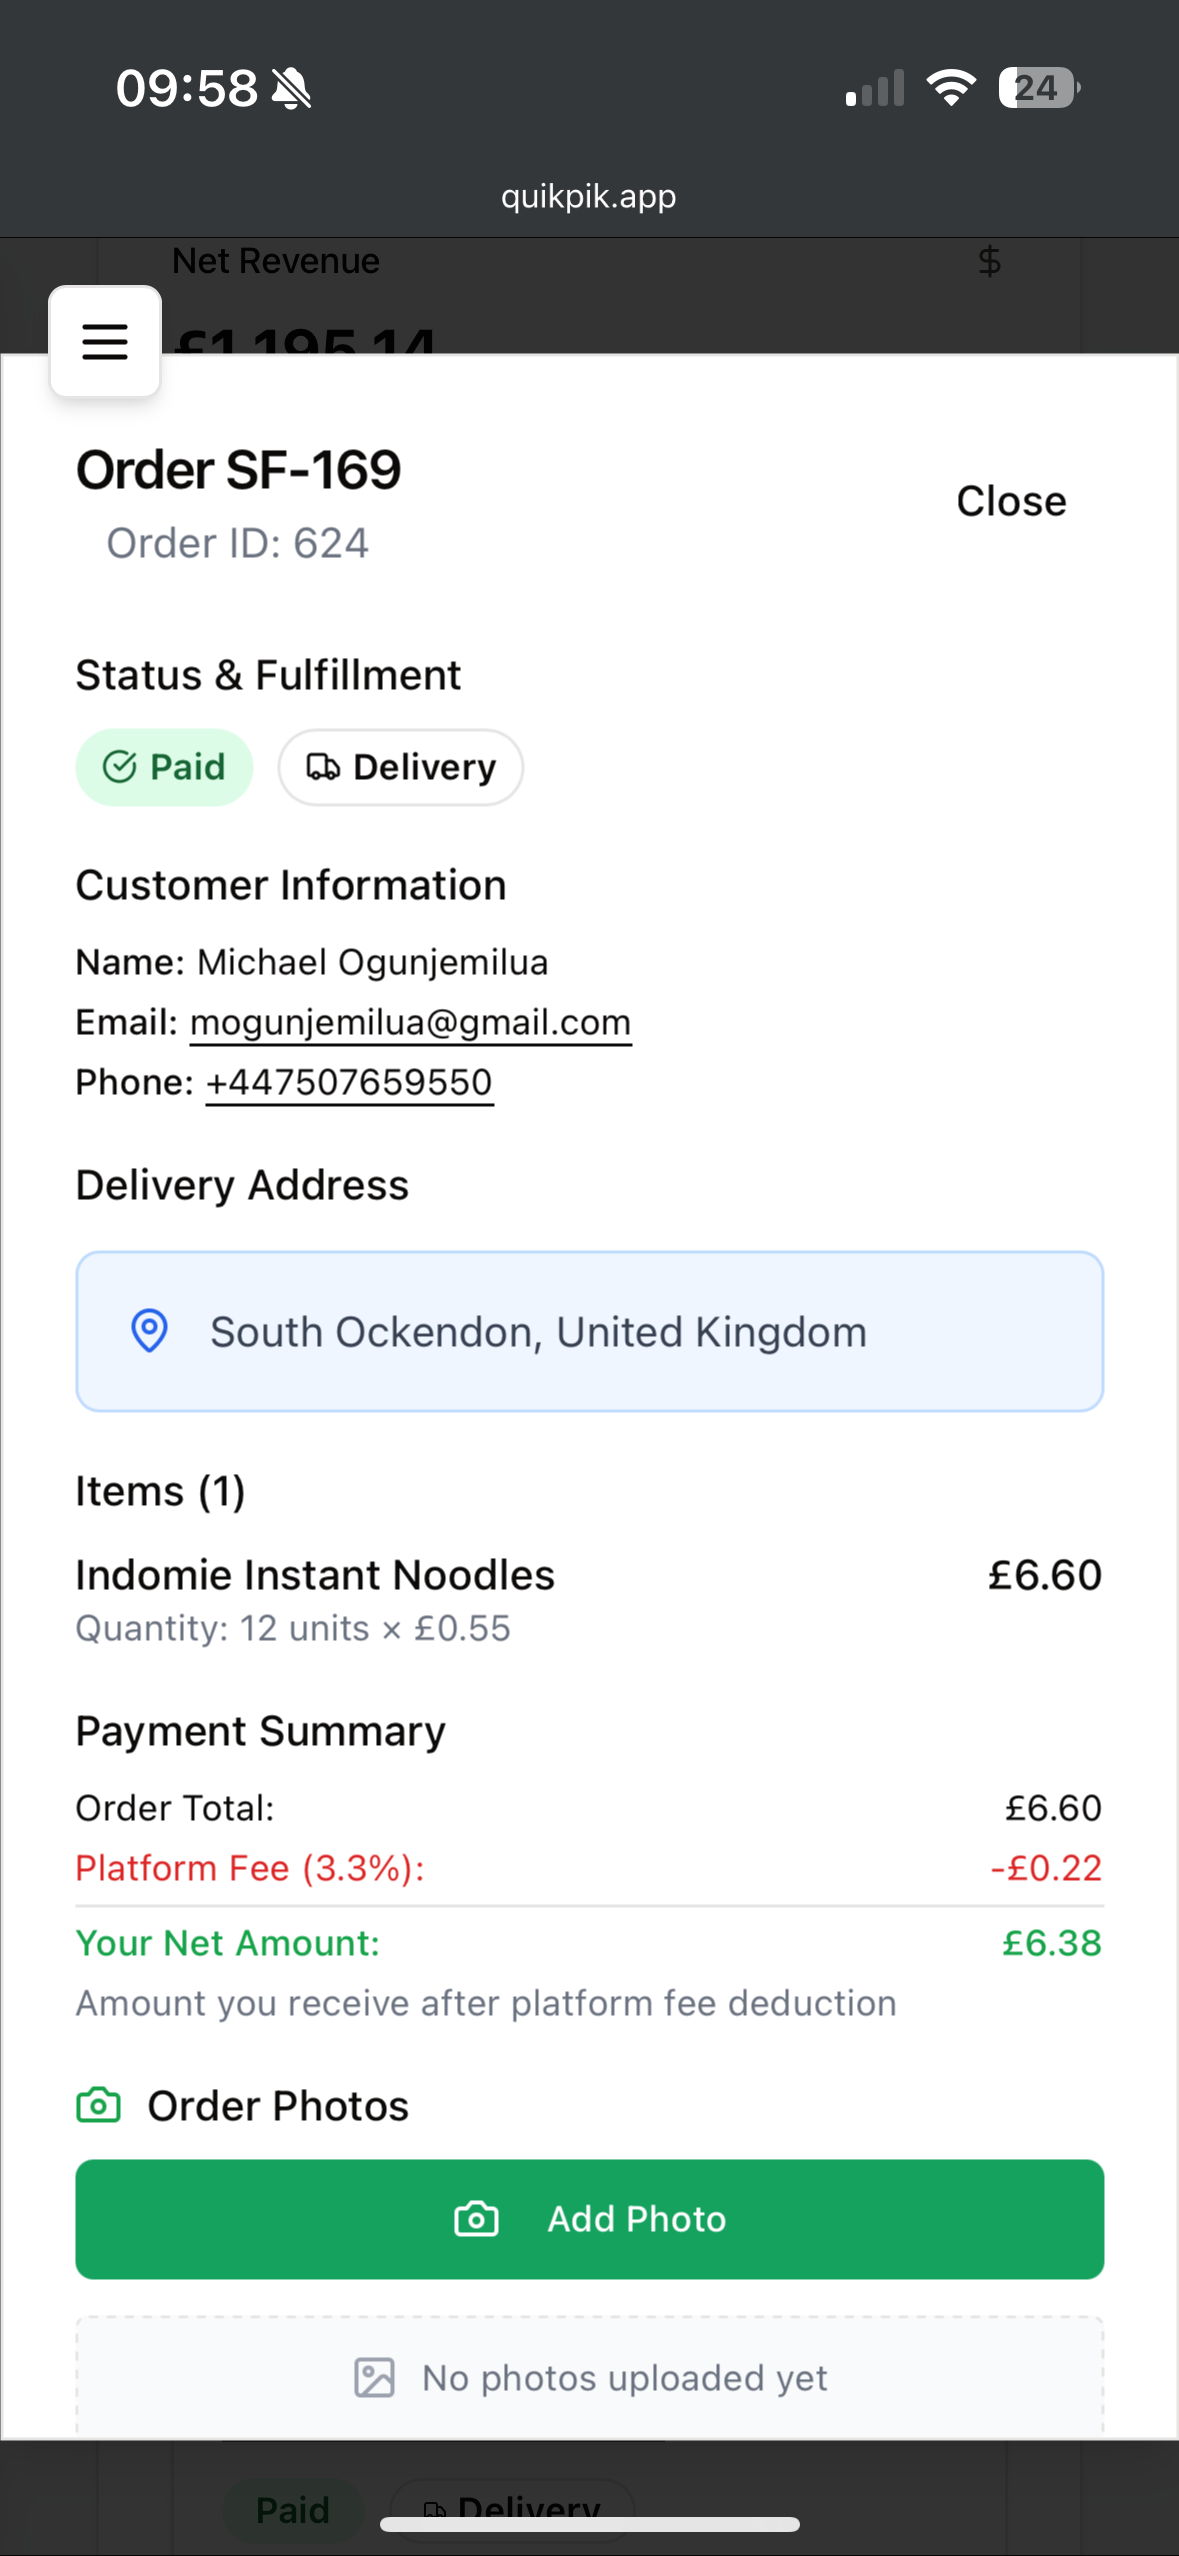 09:58
24
quikpik.app
Net Revenue
$
£1,195.14
Order SF-169
Order ID: 624
Close
Status & Fulfillment
Paid
Delivery
Customer Information
Name: Michael Ogunjemilua
Email: mogunjemilua@gmail.com
Phone: +447507659550
Delivery Address
South Ockendon, United Kingdom
Items (1)
Indomie Instant Noodles
£6.60
Quantity: 12 units × £0.55
Payment Summary
Order Total:
£6.60
Platform Fee (3.3%):
-£0.22
Your Net Amount:
£6.38
Amount you receive after platform fee deduction
Order Photos
Add Photo
No photos uploaded yet
Paid
Delivery